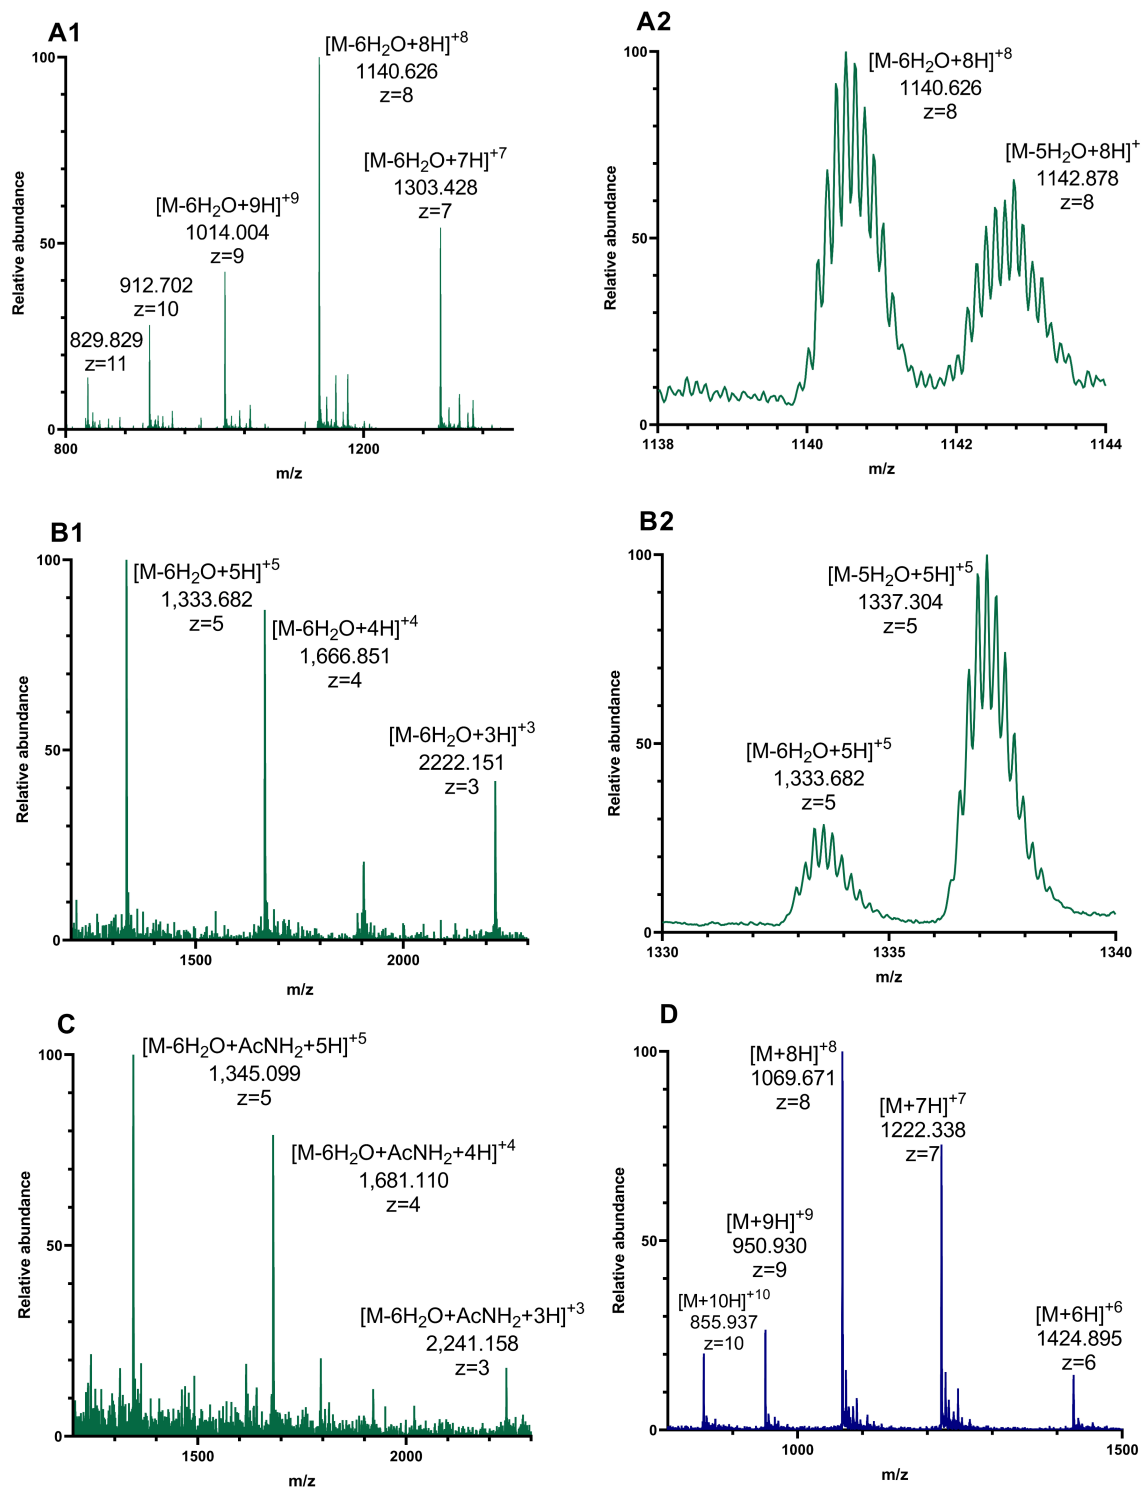 A1
[M-6H₂O+8H]⁺⁸
1140.626
z=8
[M-6H₂O+7H]⁺⁷
1303.428
z=7
[M-6H₂O+9H]⁺⁹
1014.004
z=9
912.702
z=10
829.829
z=11
100
50
0
800
1200
Relative abundance
m/z
A2
[M-6H₂O+8H]⁺⁸
1140.626
z=8
[M-5H₂O+8H]⁺
1142.878
z=8
100
50
0
1138
1140
1142
1144
Relative abundance
m/z
B1
[M-6H₂O+5H]⁺⁵
1,333.682
z=5
[M-6H₂O+4H]⁺⁴
1,666.851
z=4
[M-6H₂O+3H]⁺³
2222.151
z=3
100
50
0
1500
2000
Relative abundance
m/z
B2
[M-5H₂O+5H]⁺⁵
1337.304
z=5
[M-6H₂O+5H]⁺⁵
1,333.682
z=5
100
50
0
1330
1335
1340
Relative abundance
m/z
C
[M-6H₂O+AcNH₂+5H]⁺⁵
1,345.099
z=5
[M-6H₂O+AcNH₂+4H]⁺⁴
1,681.110
z=4
[M-6H₂O+AcNH₂+3H]⁺³
2,241.158
z=3
100
50
0
1500
2000
Relative abundance
m/z
D
[M+8H]⁺⁸
1069.671
z=8
[M+7H]⁺⁷
1222.338
z=7
[M+9H]⁺⁹
950.930
z=9
[M+10H]⁺¹⁰
855.937
z=10
[M+6H]⁺⁶
1424.895
z=6
100
50
0
1000
1500
Relative abundance
m/z